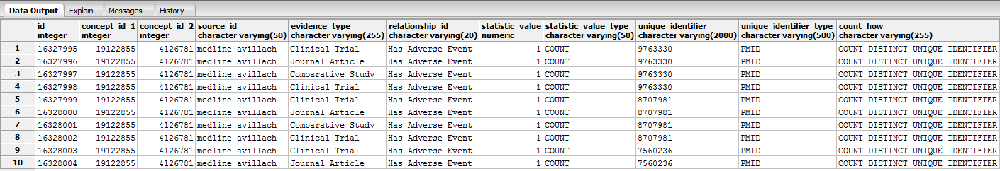 Data Output Explain Messages History
id concept_id_1 concept_id_2 source_id evidence_type relationship_id statistic_value statistic_value_type unique_identifier unique_identifier_type count_how
integer integer integer character varying(50) character varying(255) character varying(20) numeric character varying(50) character varying(2000) character varying(500) character varying(255)
1 16327995 19122855 4126781 medline avillach Clinical Trial Has Adverse Event 1 COUNT 9763330 PMID COUNT DISTINCT UNIQUE IDENTIFIER
2 16327996 19122855 4126781 medline avillach Journal Article Has Adverse Event 1 COUNT 9763330 PMID COUNT DISTINCT UNIQUE IDENTIFIER
3 16327997 19122855 4126781 medline avillach Comparative Study Has Adverse Event 1 COUNT 9763330 PMID COUNT DISTINCT UNIQUE IDENTIFIER
4 16327998 19122855 4126781 medline avillach Clinical Trial Has Adverse Event 1 COUNT 9763330 PMID COUNT DISTINCT UNIQUE IDENTIFIER
5 16327999 19122855 4126781 medline avillach Clinical Trial Has Adverse Event 1 COUNT 8707981 PMID COUNT DISTINCT UNIQUE IDENTIFIER
6 16328000 19122855 4126781 medline avillach Journal Article Has Adverse Event 1 COUNT 8707981 PMID COUNT DISTINCT UNIQUE IDENTIFIER
7 16328001 19122855 4126781 medline avillach Comparative Study Has Adverse Event 1 COUNT 8707981 PMID COUNT DISTINCT UNIQUE IDENTIFIER
8 16328002 19122855 4126781 medline avillach Clinical Trial Has Adverse Event 1 COUNT 8707981 PMID COUNT DISTINCT UNIQUE IDENTIFIER
9 16328003 19122855 4126781 medline avillach Clinical Trial Has Adverse Event 1 COUNT 7560236 PMID COUNT DISTINCT UNIQUE IDENTIFIER
10 16328004 19122855 4126781 medline avillach Journal Article Has Adverse Event 1 COUNT 7560236 PMID COUNT DISTINCT UNIQUE IDENTIFIER